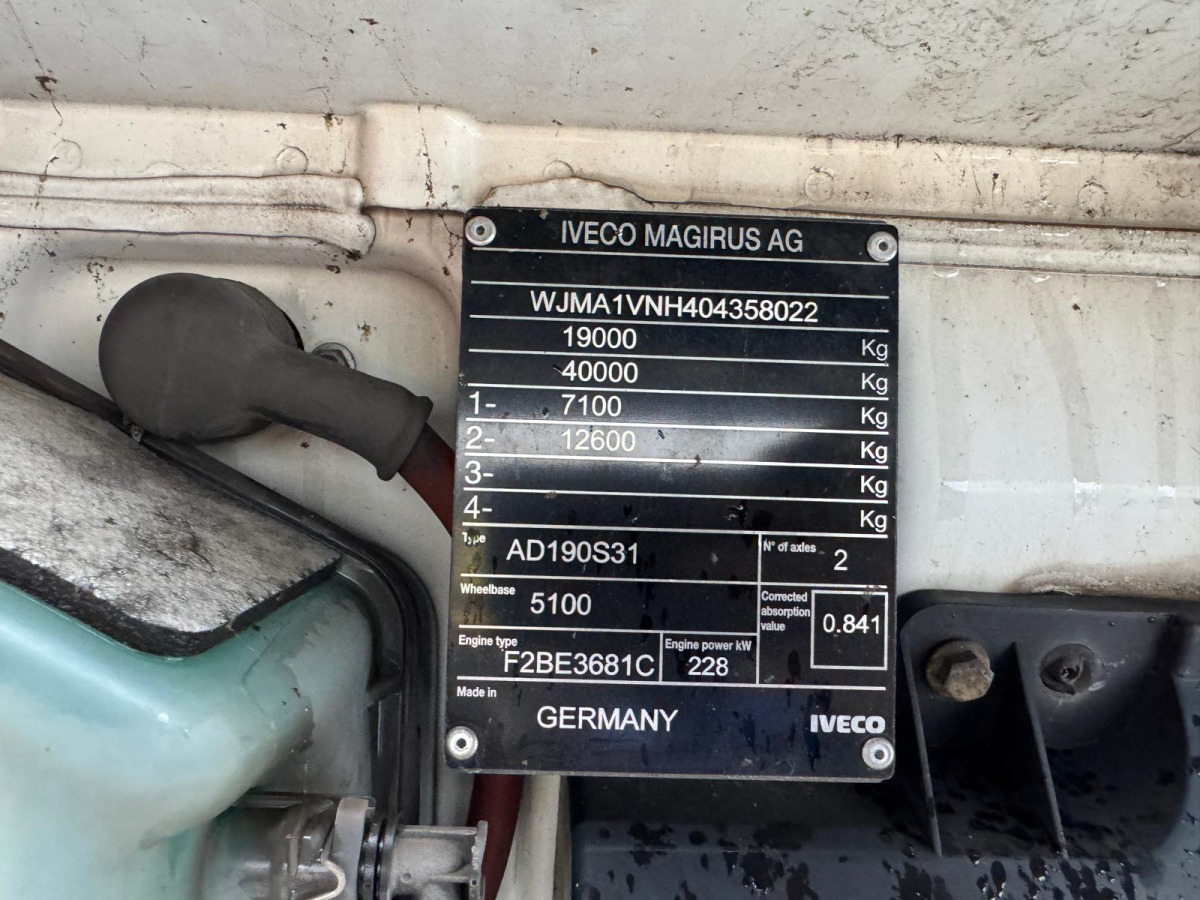 IVECO MAGIRUS AG
WJMA1VNH404358022
19000 Kg
40000 Kg
1- 7100 Kg
2- 12600 Kg
3- Kg
4- Kg
Type AD190S31 N° of axles 2
Wheelbase 5100 Corrected absorption value 0.841
Engine type F2BE3681C Engine power kW 228
Made in GERMANY IVECO